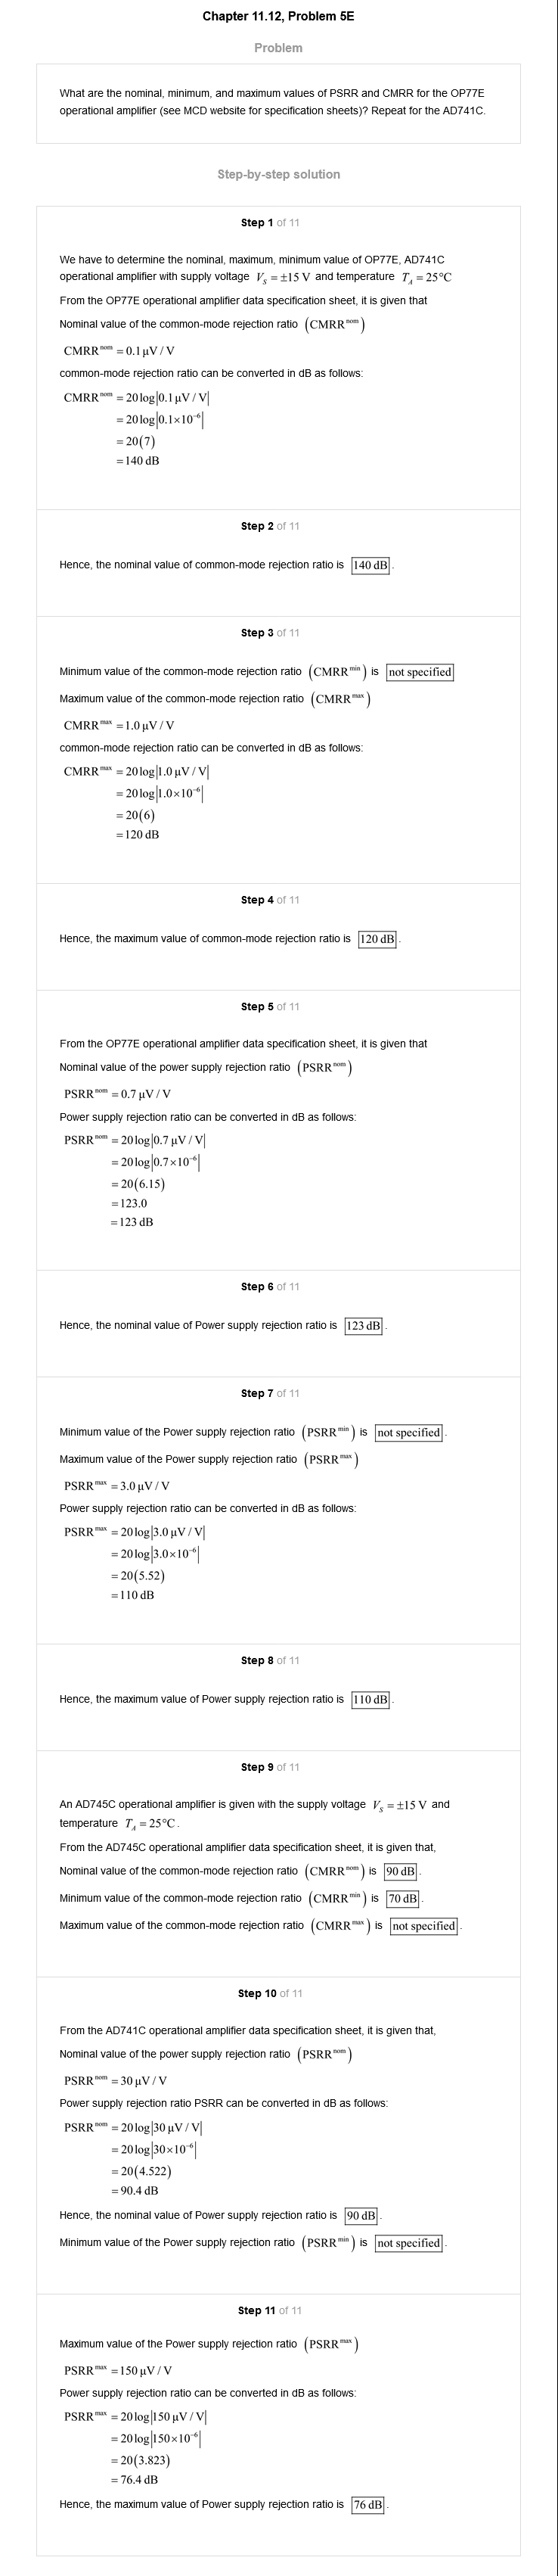 Chapter 11.12, Problem 5E
Problem
What are the nominal, minimum, and maximum values of PSRR and CMRR for the OP77E
operational amplifier (see MCD website for specification sheets)? Repeat for the AD741C.
Step-by-step solution
Step 1 of 11
We have to determine the nominal, maximum, minimum value of OP77E, AD741C
operational amplifier with supply voltage V_S = ±15 V and temperature T_A = 25°C
From the OP77E operational amplifier data specification sheet, it is given that
Nominal value of the common-mode rejection ratio (CMRR^nom)
CMRR^nom = 0.1 μV / V
common-mode rejection ratio can be converted in dB as follows:
CMRR^nom = 20 log|0.1 μV / V|
= 20 log|0.1×10^-6|
= 20(7)
= 140 dB
Step 2 of 11
Hence, the nominal value of common-mode rejection ratio is 140 dB.
Step 3 of 11
Minimum value of the common-mode rejection ratio (CMRR^min) is not specified
Maximum value of the common-mode rejection ratio (CMRR^max)
CMRR^max = 1.0 μV / V
common-mode rejection ratio can be converted in dB as follows:
CMRR^max = 20 log|1.0 μV / V|
= 20 log|1.0×10^-6|
= 20(6)
= 120 dB
Step 4 of 11
Hence, the maximum value of common-mode rejection ratio is 120 dB.
Step 5 of 11
From the OP77E operational amplifier data specification sheet, it is given that
Nominal value of the power supply rejection ratio (PSRR^nom)
PSRR^nom = 0.7 μV / V
Power supply rejection ratio can be converted in dB as follows:
PSRR^nom = 20 log|0.7 μV / V|
= 20 log|0.7×10^-6|
= 20(6.15)
= 123.0
= 123 dB
Step 6 of 11
Hence, the nominal value of Power supply rejection ratio is 123 dB.
Step 7 of 11
Minimum value of the Power supply rejection ratio (PSRR^min) is not specified.
Maximum value of the Power supply rejection ratio (PSRR^max)
PSRR^max = 3.0 μV / V
Power supply rejection ratio can be converted in dB as follows:
PSRR^max = 20 log|3.0 μV / V|
= 20 log|3.0×10^-6|
= 20(5.52)
= 110 dB
Step 8 of 11
Hence, the maximum value of Power supply rejection ratio is 110 dB.
Step 9 of 11
An AD745C operational amplifier is given with the supply voltage V_S = ±15 V and
temperature T_A = 25°C.
From the AD745C operational amplifier data specification sheet, it is given that,
Nominal value of the common-mode rejection ratio (CMRR^nom) is 90 dB.
Minimum value of the common-mode rejection ratio (CMRR^min) is 70 dB.
Maximum value of the common-mode rejection ratio (CMRR^max) is not specified.
Step 10 of 11
From the AD741C operational amplifier data specification sheet, it is given that,
Nominal value of the power supply rejection ratio (PSRR^nom)
PSRR^nom = 30 μV / V
Power supply rejection ratio PSRR can be converted in dB as follows:
PSRR^nom = 20 log|30 μV / V|
= 20 log|30×10^-6|
= 20(4.522)
= 90.4 dB
Hence, the nominal value of Power supply rejection ratio is 90 dB.
Minimum value of the Power supply rejection ratio (PSRR^min) is not specified.
Step 11 of 11
Maximum value of the Power supply rejection ratio (PSRR^max)
PSRR^max = 150 μV / V
Power supply rejection ratio can be converted in dB as follows:
PSRR^max = 20 log|150 μV / V|
= 20 log|150×10^-6|
= 20(3.823)
= 76.4 dB
Hence, the maximum value of Power supply rejection ratio is 76 dB.